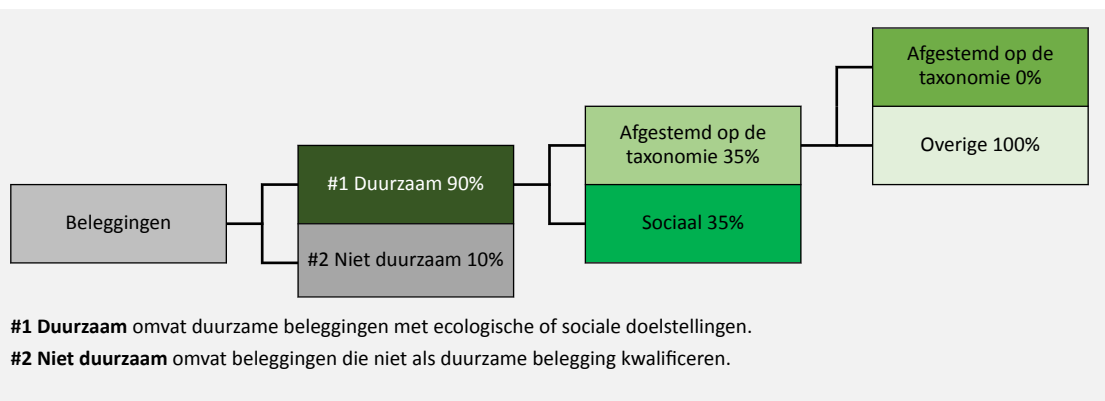 Beleggingen
#1 Duurzaam 90%
#2 Niet duurzaam 10%
Afgestemd op de
taxonomie 35%
Sociaal 35%
Afgestemd op de
taxonomie 0%
Overige 100%
#1 Duurzaam omvat duurzame beleggingen met ecologische of sociale doelstellingen.
#2 Niet duurzaam omvat beleggingen die niet als duurzame belegging kwalificeren.